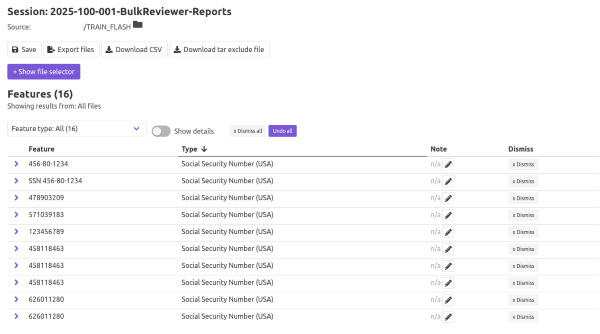 Session: 2025-100-001-BulkReviewer-Reports
Source: /TRAIN_FLASH
Save Export files Download CSV Download tar exclude file
+ Show file selector
Features (16)
Showing results from: All files
Feature type: All (16) Show details x Dismiss all Undo all
Feature Type Note Dismiss
456-80-1234 Social Security Number (USA) n/a x Dismiss
SSN 456-80-1234 Social Security Number (USA) n/a x Dismiss
478903209 Social Security Number (USA) n/a x Dismiss
571039183 Social Security Number (USA) n/a x Dismiss
123456789 Social Security Number (USA) n/a x Dismiss
458118463 Social Security Number (USA) n/a x Dismiss
458118463 Social Security Number (USA) n/a x Dismiss
458118463 Social Security Number (USA) n/a x Dismiss
626011280 Social Security Number (USA) n/a x Dismiss
626011280 Social Security Number (USA) n/a x Dismiss